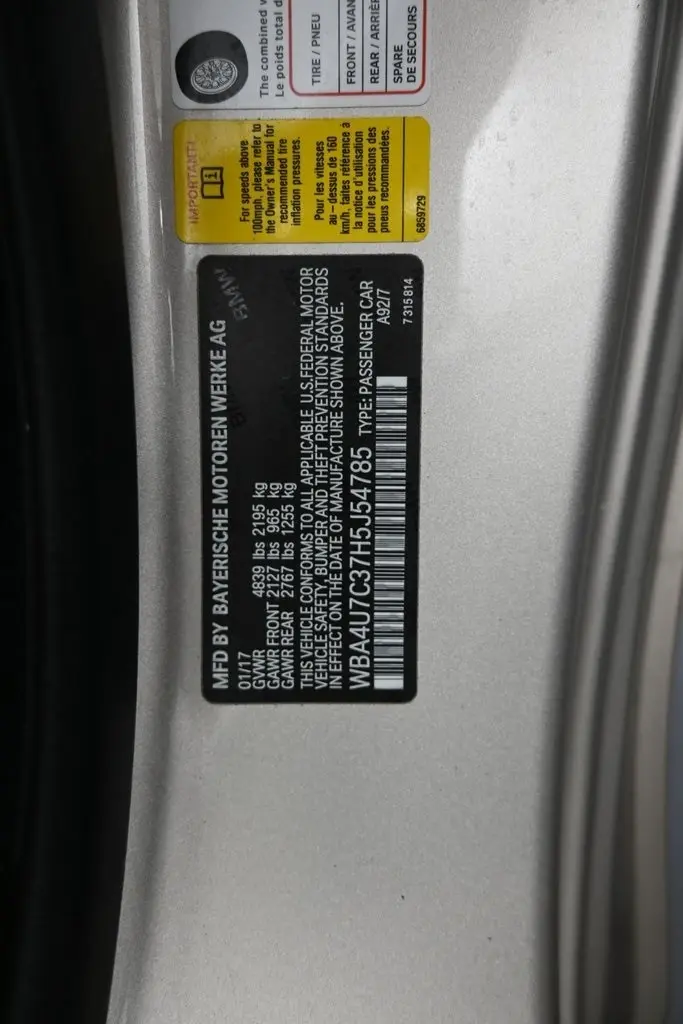 The combined
Le poids total d
TIRE / PNEU
FRONT / AVAN
REAR / ARRIÈR
SPARE
DE SECOURS
IMPORTANT!
For speeds above
100mph, please refer to
the Owner's Manual for
recommended tire
inflation pressures.
Pour les vitesses
au-dessus de 160
km/h, faites référence à
la notice d'utilisation
pour les pressions des
pneus recommandées.
6859729
BMW
MFD BY BAYERISCHE MOTOREN WERKE AG
01/17
GVWR 4839 lbs 2195 kg
GAWR FRONT 2127 lbs 965 kg
GAWR REAR 2767 lbs 1255 kg
THIS VEHICLE CONFORMS TO ALL APPLICABLE U.S.FEDERAL MOTOR
VEHICLE SAFETY, BUMPER AND THEFT PREVENTION STANDARDS
IN EFFECT ON THE DATE OF MANUFACTURE SHOWN ABOVE.
WBA4U7C37H5J54785 TYPE: PASSENGER CAR
A92/7
7 315 814